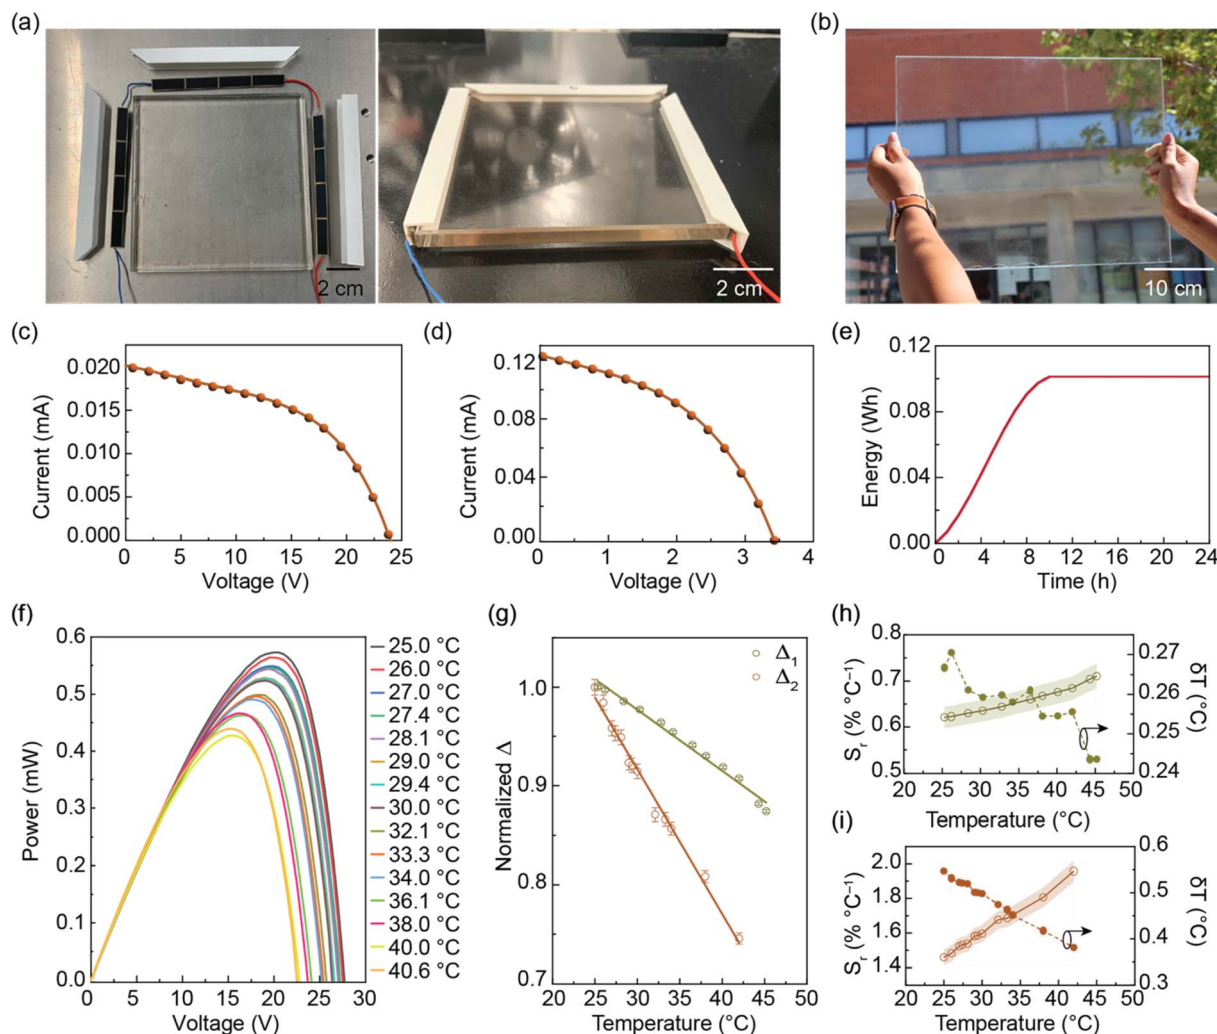 (a)
2 cm
2 cm
(b)
10 cm
(c)
Current (mA)
0.020
0.015
0.010
0.005
0.000
0 5 10 15 20 25
Voltage (V)
(d)
Current (mA)
0.12
0.08
0.04
0.00
0 1 2 3 4
Voltage (V)
(e)
Energy (Wh)
0.12
0.08
0.04
0.00
0 4 8 12 16 20 24
Time (h)
(f)
Power (mW)
0.6
0.5
0.4
0.3
0.2
0.1
0.0
0 5 10 15 20 25 30
Voltage (V)
25.0 °C
26.0 °C
27.0 °C
27.4 °C
28.1 °C
29.0 °C
29.4 °C
30.0 °C
32.1 °C
33.3 °C
34.0 °C
36.1 °C
38.0 °C
40.0 °C
40.6 °C
(g)
Normalized Δ
1.0
0.9
0.8
0.7
20 25 30 35 40 45 50
Temperature (°C)
Δ1
Δ2
(h)
Sr (% °C⁻¹)
0.8
0.7
0.6
0.5
0.27
0.26
0.25
0.24
δT (°C)
20 25 30 35 40 45 50
Temperature (°C)
(i)
Sr (% °C⁻¹)
2.0
1.8
1.6
1.4
0.6
0.5
0.4
0.3
δT (°C)
20 25 30 35 40 45 50
Temperature (°C)